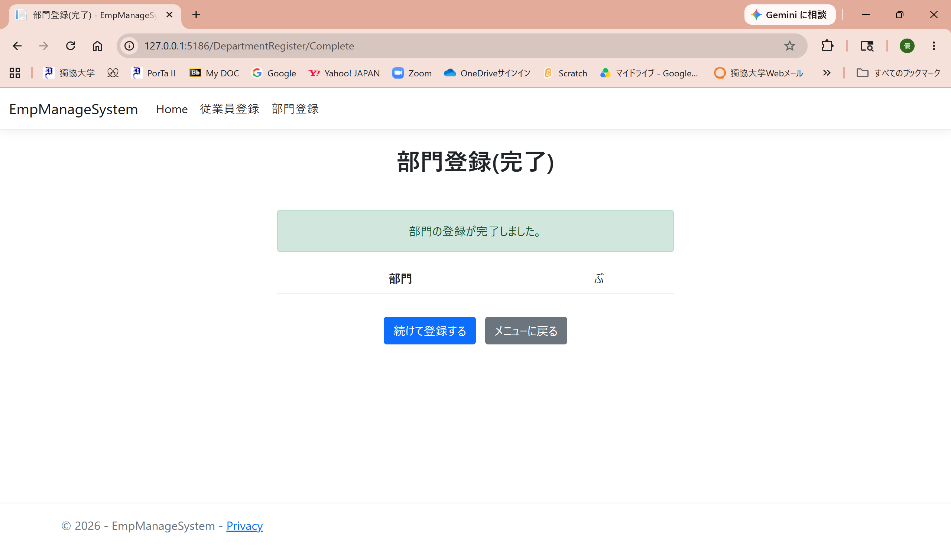 部門登録(完了) - EmpManageSy
Gemini に相談
127.0.0.1:5186/DepartmentRegister/Complete
獨協大学 PorTa II My DOC Google Yahoo! JAPAN Zoom OneDriveサインイン Scratch マイドライブ - Google... 獨協大学Webメール » すべてのブックマーク
EmpManageSystem Home 従業員登録 部門登録
部門登録(完了)
部門の登録が完了しました。
部門 ぶ
続けて登録する メニューに戻る
© 2026 - EmpManageSystem - Privacy